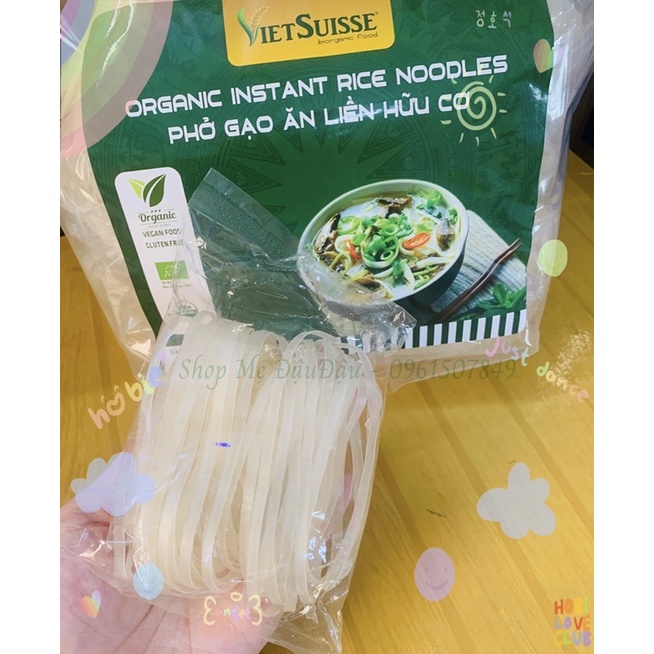 VIETSUISSE
biorganic food
정호석
ORGANIC INSTANT RICE NOODLES
PHỞ GẠO ĂN LIỀN HỮU CƠ
Organic
VEGAN FOOD
GLUTEN FREE
Shop Mẹ ĐậuĐậu - 0961507849
Just dance
HOBI
LOVE
CLUB